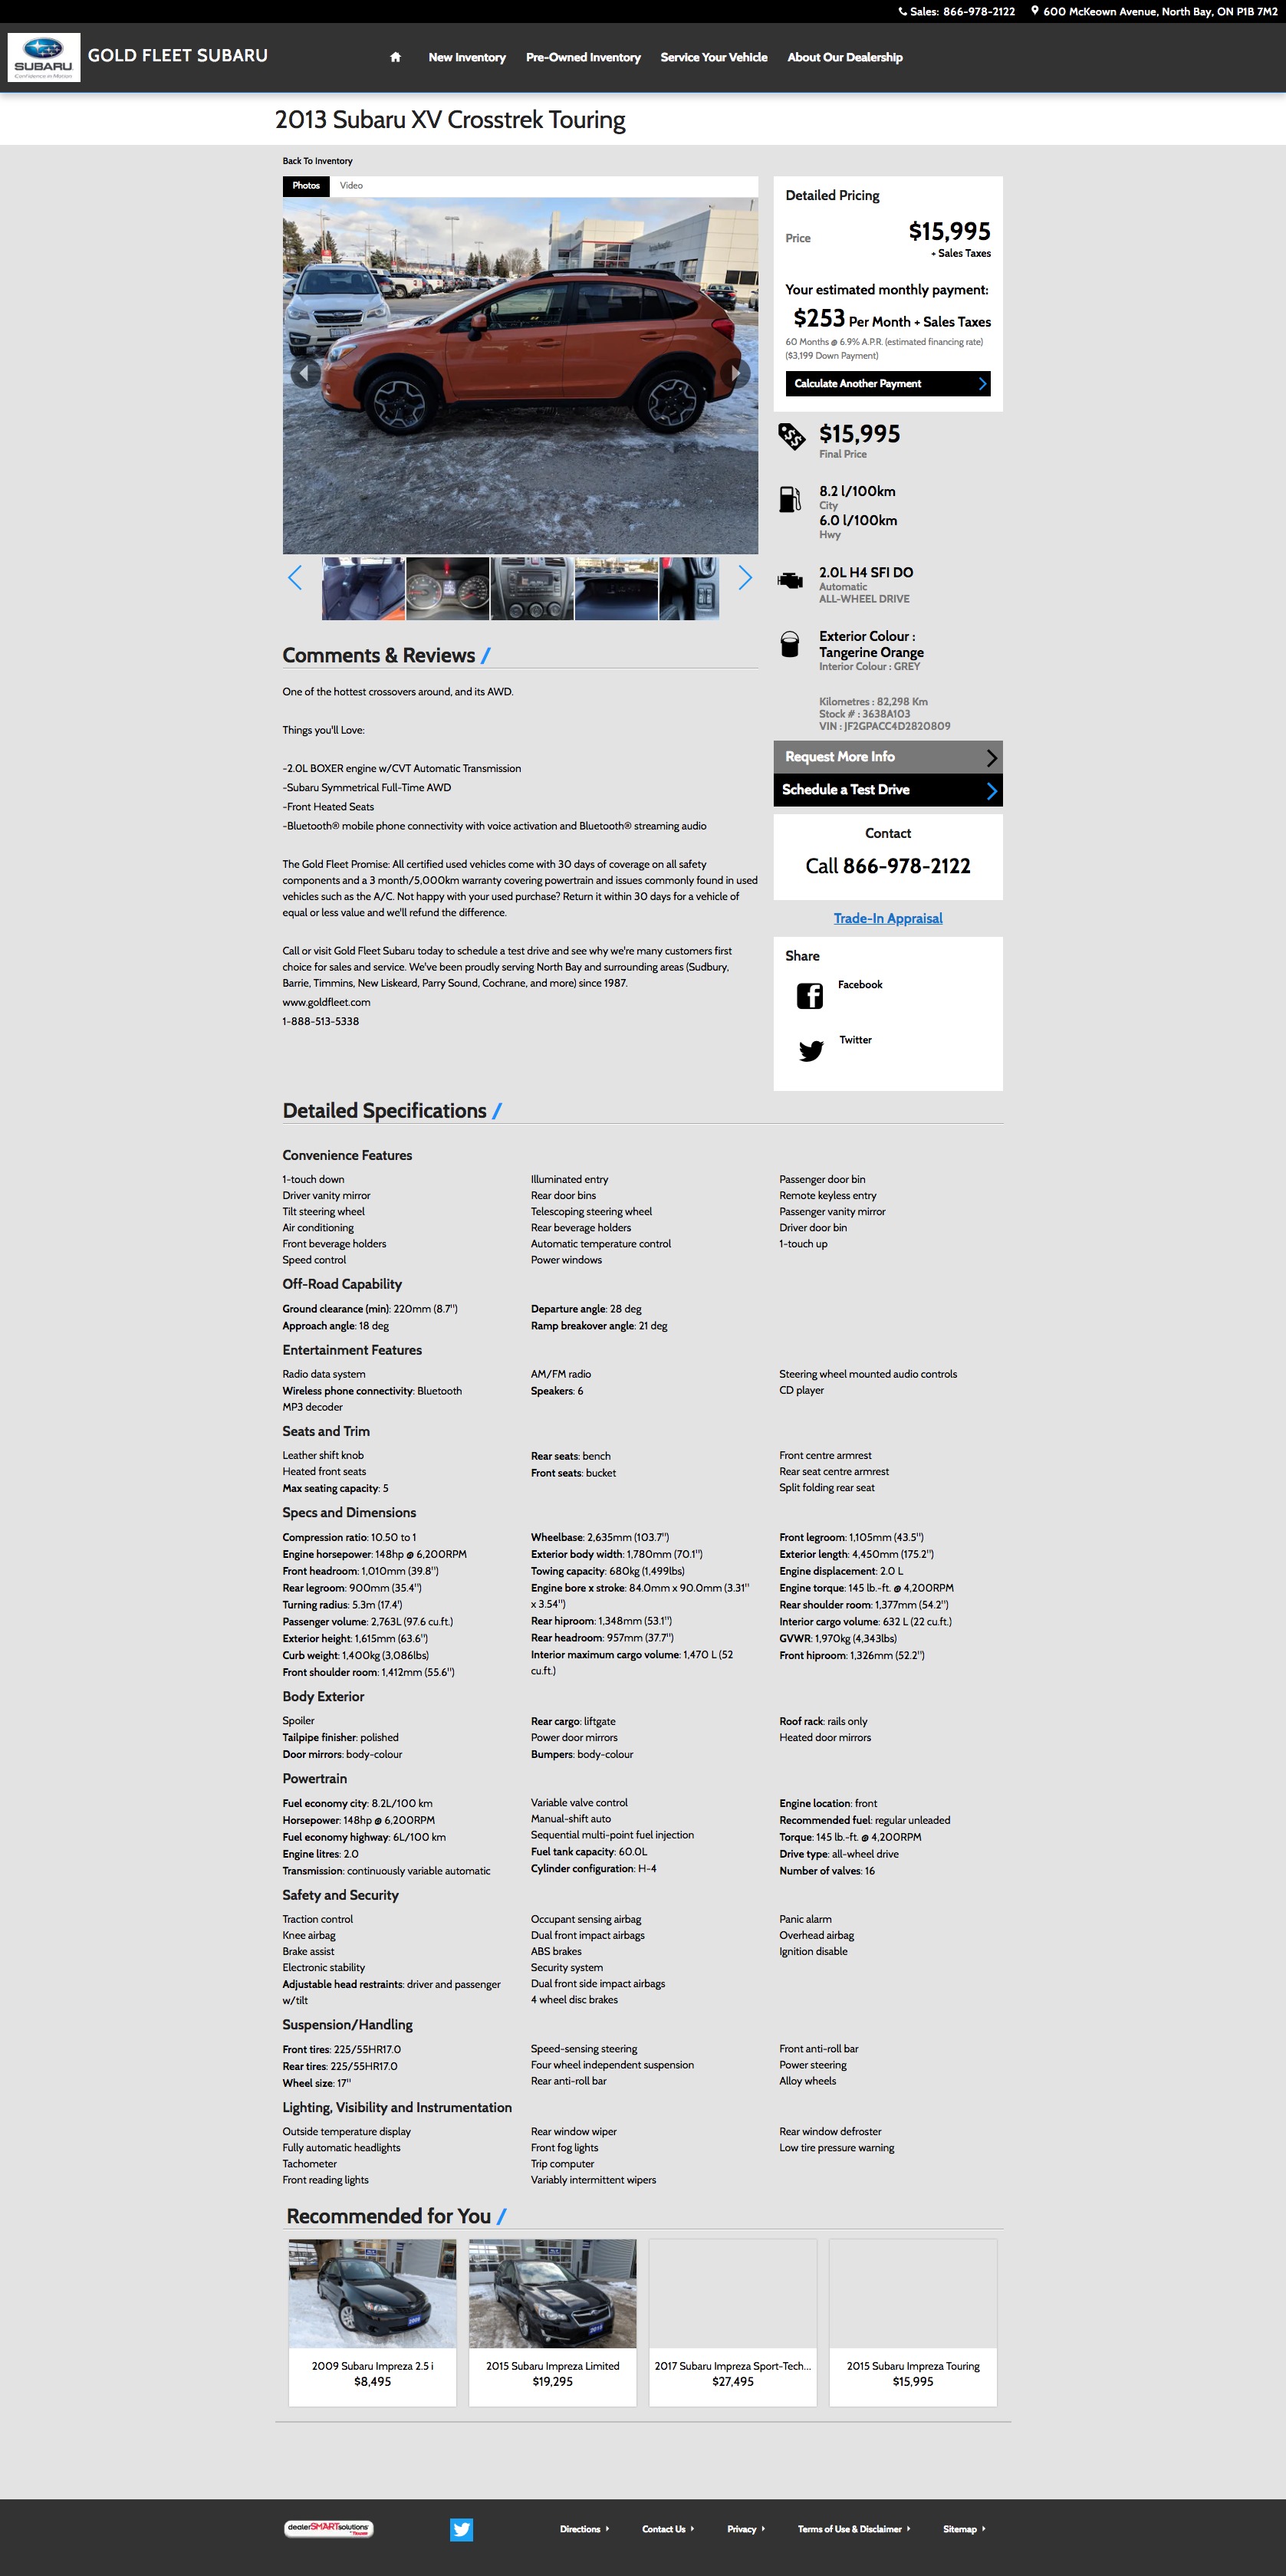 Sales: 866-978-2122 600 McKeown Avenue, North Bay, ON P1B 7M2
SUBARU
Confidence in Motion
GOLD FLEET SUBARU
New Inventory Pre-Owned Inventory Service Your Vehicle About Our Dealership
2013 Subaru XV Crosstrek Touring
Back To Inventory
Photos Video
Detailed Pricing
Price $15,995
+ Sales Taxes
Your estimated monthly payment:
$253 Per Month + Sales Taxes
60 Months @ 6.9% A.P.R. (estimated financing rate)
($3,199 Down Payment)
Calculate Another Payment
$15,995
Final Price
8.2 l/100km
City
6.0 l/100km
Hwy
2.0L H4 SFI DO
Automatic
ALL-WHEEL DRIVE
Exterior Colour :
Tangerine Orange
Interior Colour : GREY
Kilometres : 82,298 Km
Stock # : 3638A103
VIN : JF2GPACC4D2820809
Request More Info
Schedule a Test Drive
Contact
Call 866-978-2122
Trade-In Appraisal
Share
Facebook
Twitter
Comments & Reviews /
One of the hottest crossovers around, and its AWD.
Things you'll Love:
-2.0L BOXER engine w/CVT Automatic Transmission
-Subaru Symmetrical Full-Time AWD
-Front Heated Seats
-Bluetooth® mobile phone connectivity with voice activation and Bluetooth® streaming audio
The Gold Fleet Promise: All certified used vehicles come with 30 days of coverage on all safety
components and a 3 month/5,000km warranty covering powertrain and issues commonly found in used
vehicles such as the A/C. Not happy with your used purchase? Return it within 30 days for a vehicle of
equal or less value and we'll refund the difference.
Call or visit Gold Fleet Subaru today to schedule a test drive and see why we're many customers first
choice for sales and service. We've been proudly serving North Bay and surrounding areas (Sudbury,
Barrie, Timmins, New Liskeard, Parry Sound, Cochrane, and more) since 1987.
www.goldfleet.com
1-888-513-5338
Detailed Specifications /
Convenience Features
1-touch down Illuminated entry Passenger door bin
Driver vanity mirror Rear door bins Remote keyless entry
Tilt steering wheel Telescoping steering wheel Passenger vanity mirror
Air conditioning Rear beverage holders Driver door bin
Front beverage holders Automatic temperature control 1-touch up
Speed control Power windows
Off-Road Capability
Ground clearance (min): 220mm (8.7") Departure angle: 28 deg
Approach angle: 18 deg Ramp breakover angle: 21 deg
Entertainment Features
Radio data system AM/FM radio Steering wheel mounted audio controls
Wireless phone connectivity: Bluetooth Speakers: 6 CD player
MP3 decoder
Seats and Trim
Leather shift knob Rear seats: bench Front centre armrest
Heated front seats Front seats: bucket Rear seat centre armrest
Max seating capacity: 5 Split folding rear seat
Specs and Dimensions
Compression ratio: 10.50 to 1 Wheelbase: 2,635mm (103.7") Front legroom: 1,105mm (43.5")
Engine horsepower: 148hp @ 6,200RPM Exterior body width: 1,780mm (70.1") Exterior length: 4,450mm (175.2")
Front headroom: 1,010mm (39.8") Towing capacity: 680kg (1,499lbs) Engine displacement: 2.0 L
Rear legroom: 900mm (35.4") Engine bore x stroke: 84.0mm x 90.0mm (3.31" Engine torque: 145 lb.-ft. @ 4,200RPM
Turning radius: 5.3m (17.4') x 3.54") Rear shoulder room: 1,377mm (54.2")
Passenger volume: 2,763L (97.6 cu.ft.) Rear hiproom: 1,348mm (53.1") Interior cargo volume: 632 L (22 cu.ft.)
Exterior height: 1,615mm (63.6") Rear headroom: 957mm (37.7") GVWR: 1,970kg (4,343lbs)
Curb weight: 1,400kg (3,086lbs) Interior maximum cargo volume: 1,470 L (52 Front hiproom: 1,326mm (52.2")
Front shoulder room: 1,412mm (55.6") cu.ft.)
Body Exterior
Spoiler Rear cargo: liftgate Roof rack: rails only
Tailpipe finisher: polished Power door mirrors Heated door mirrors
Door mirrors: body-colour Bumpers: body-colour
Powertrain
Fuel economy city: 8.2L/100 km Variable valve control Engine location: front
Horsepower: 148hp @ 6,200RPM Manual-shift auto Recommended fuel: regular unleaded
Fuel economy highway: 6L/100 km Sequential multi-point fuel injection Torque: 145 lb.-ft. @ 4,200RPM
Engine litres: 2.0 Fuel tank capacity: 60.0L Drive type: all-wheel drive
Transmission: continuously variable automatic Cylinder configuration: H-4 Number of valves: 16
Safety and Security
Traction control Occupant sensing airbag Panic alarm
Knee airbag Dual front impact airbags Overhead airbag
Brake assist ABS brakes Ignition disable
Electronic stability Security system
Adjustable head restraints: driver and passenger Dual front side impact airbags
w/tilt 4 wheel disc brakes
Suspension/Handling
Front tires: 225/55HR17.0 Speed-sensing steering Front anti-roll bar
Rear tires: 225/55HR17.0 Four wheel independent suspension Power steering
Wheel size: 17" Rear anti-roll bar Alloy wheels
Lighting, Visibility and Instrumentation
Outside temperature display Rear window wiper Rear window defroster
Fully automatic headlights Front fog lights Low tire pressure warning
Tachometer Trip computer
Front reading lights Variably intermittent wipers
Recommended for You /
2009 Subaru Impreza 2.5 i 2015 Subaru Impreza Limited 2017 Subaru Impreza Sport-Tech... 2015 Subaru Impreza Touring
$8,495 $19,295 $27,495 $15,995
dealerSMARTsolutions Directions Contact Us Privacy Terms of Use & Disclaimer Sitemap